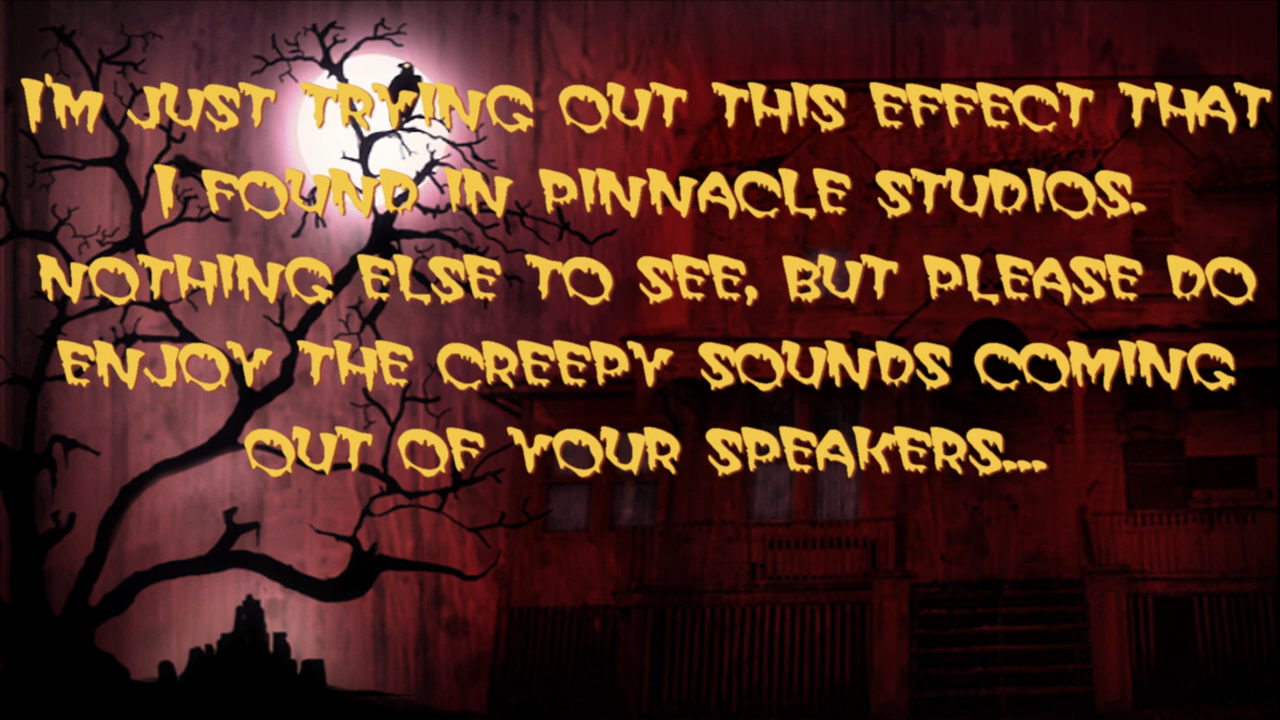 I'M JUST TRYING OUT THIS EFFECT THAT
I FOUND IN PINNACLE STUDIOS.
NOTHING ELSE TO SEE, BUT PLEASE DO
ENJOY THE CREEPY SOUNDS COMING
OUT OF YOUR SPEAKERS...